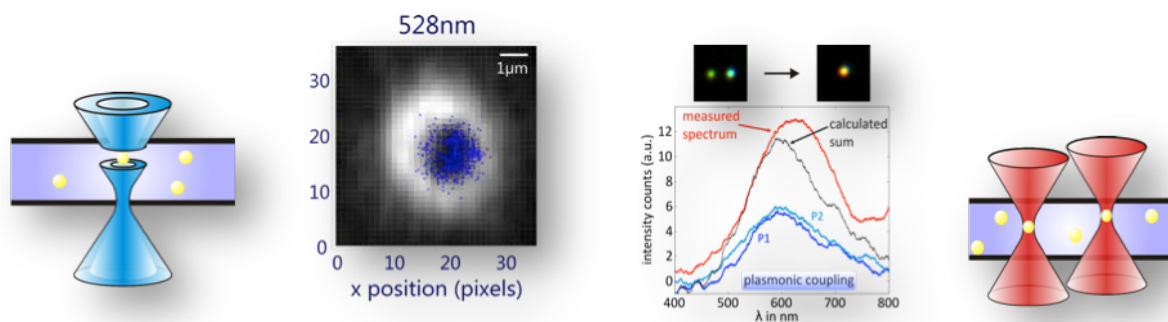 528nm
1μm
30
20
10
0
0 10 20 30
x position (pixels)
measured
spectrum
calculated
sum
P2
P1
plasmonic coupling
intensity counts (a.u.)
12
10
8
6
4
2
0
400 500 600 700 800
λ in nm